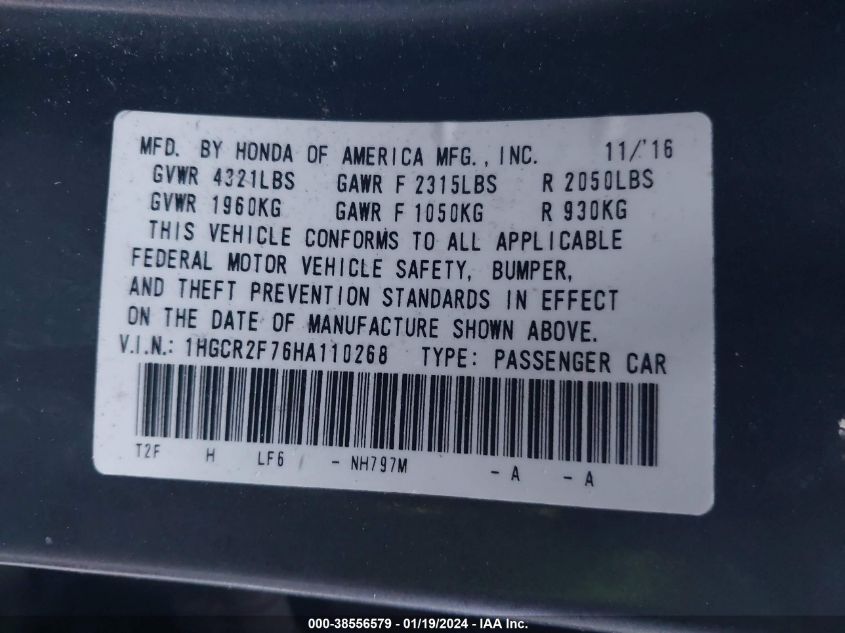 MFD. BY HONDA OF AMERICA MFG., INC. 11/'16
GVWR 4321LBS GAWR F 2315LBS R 2050LBS
GVWR 1960KG GAWR F 1050KG R 930KG
THIS VEHICLE CONFORMS TO ALL APPLICABLE
FEDERAL MOTOR VEHICLE SAFETY, BUMPER,
AND THEFT PREVENTION STANDARDS IN EFFECT
ON THE DATE OF MANUFACTURE SHOWN ABOVE.
V.I.N.: 1HGCR2F76HA110268 TYPE: PASSENGER CAR
T2F H LF6 / - NH797M - A - A
000-38556579 - 01/19/2024 - IAA Inc.